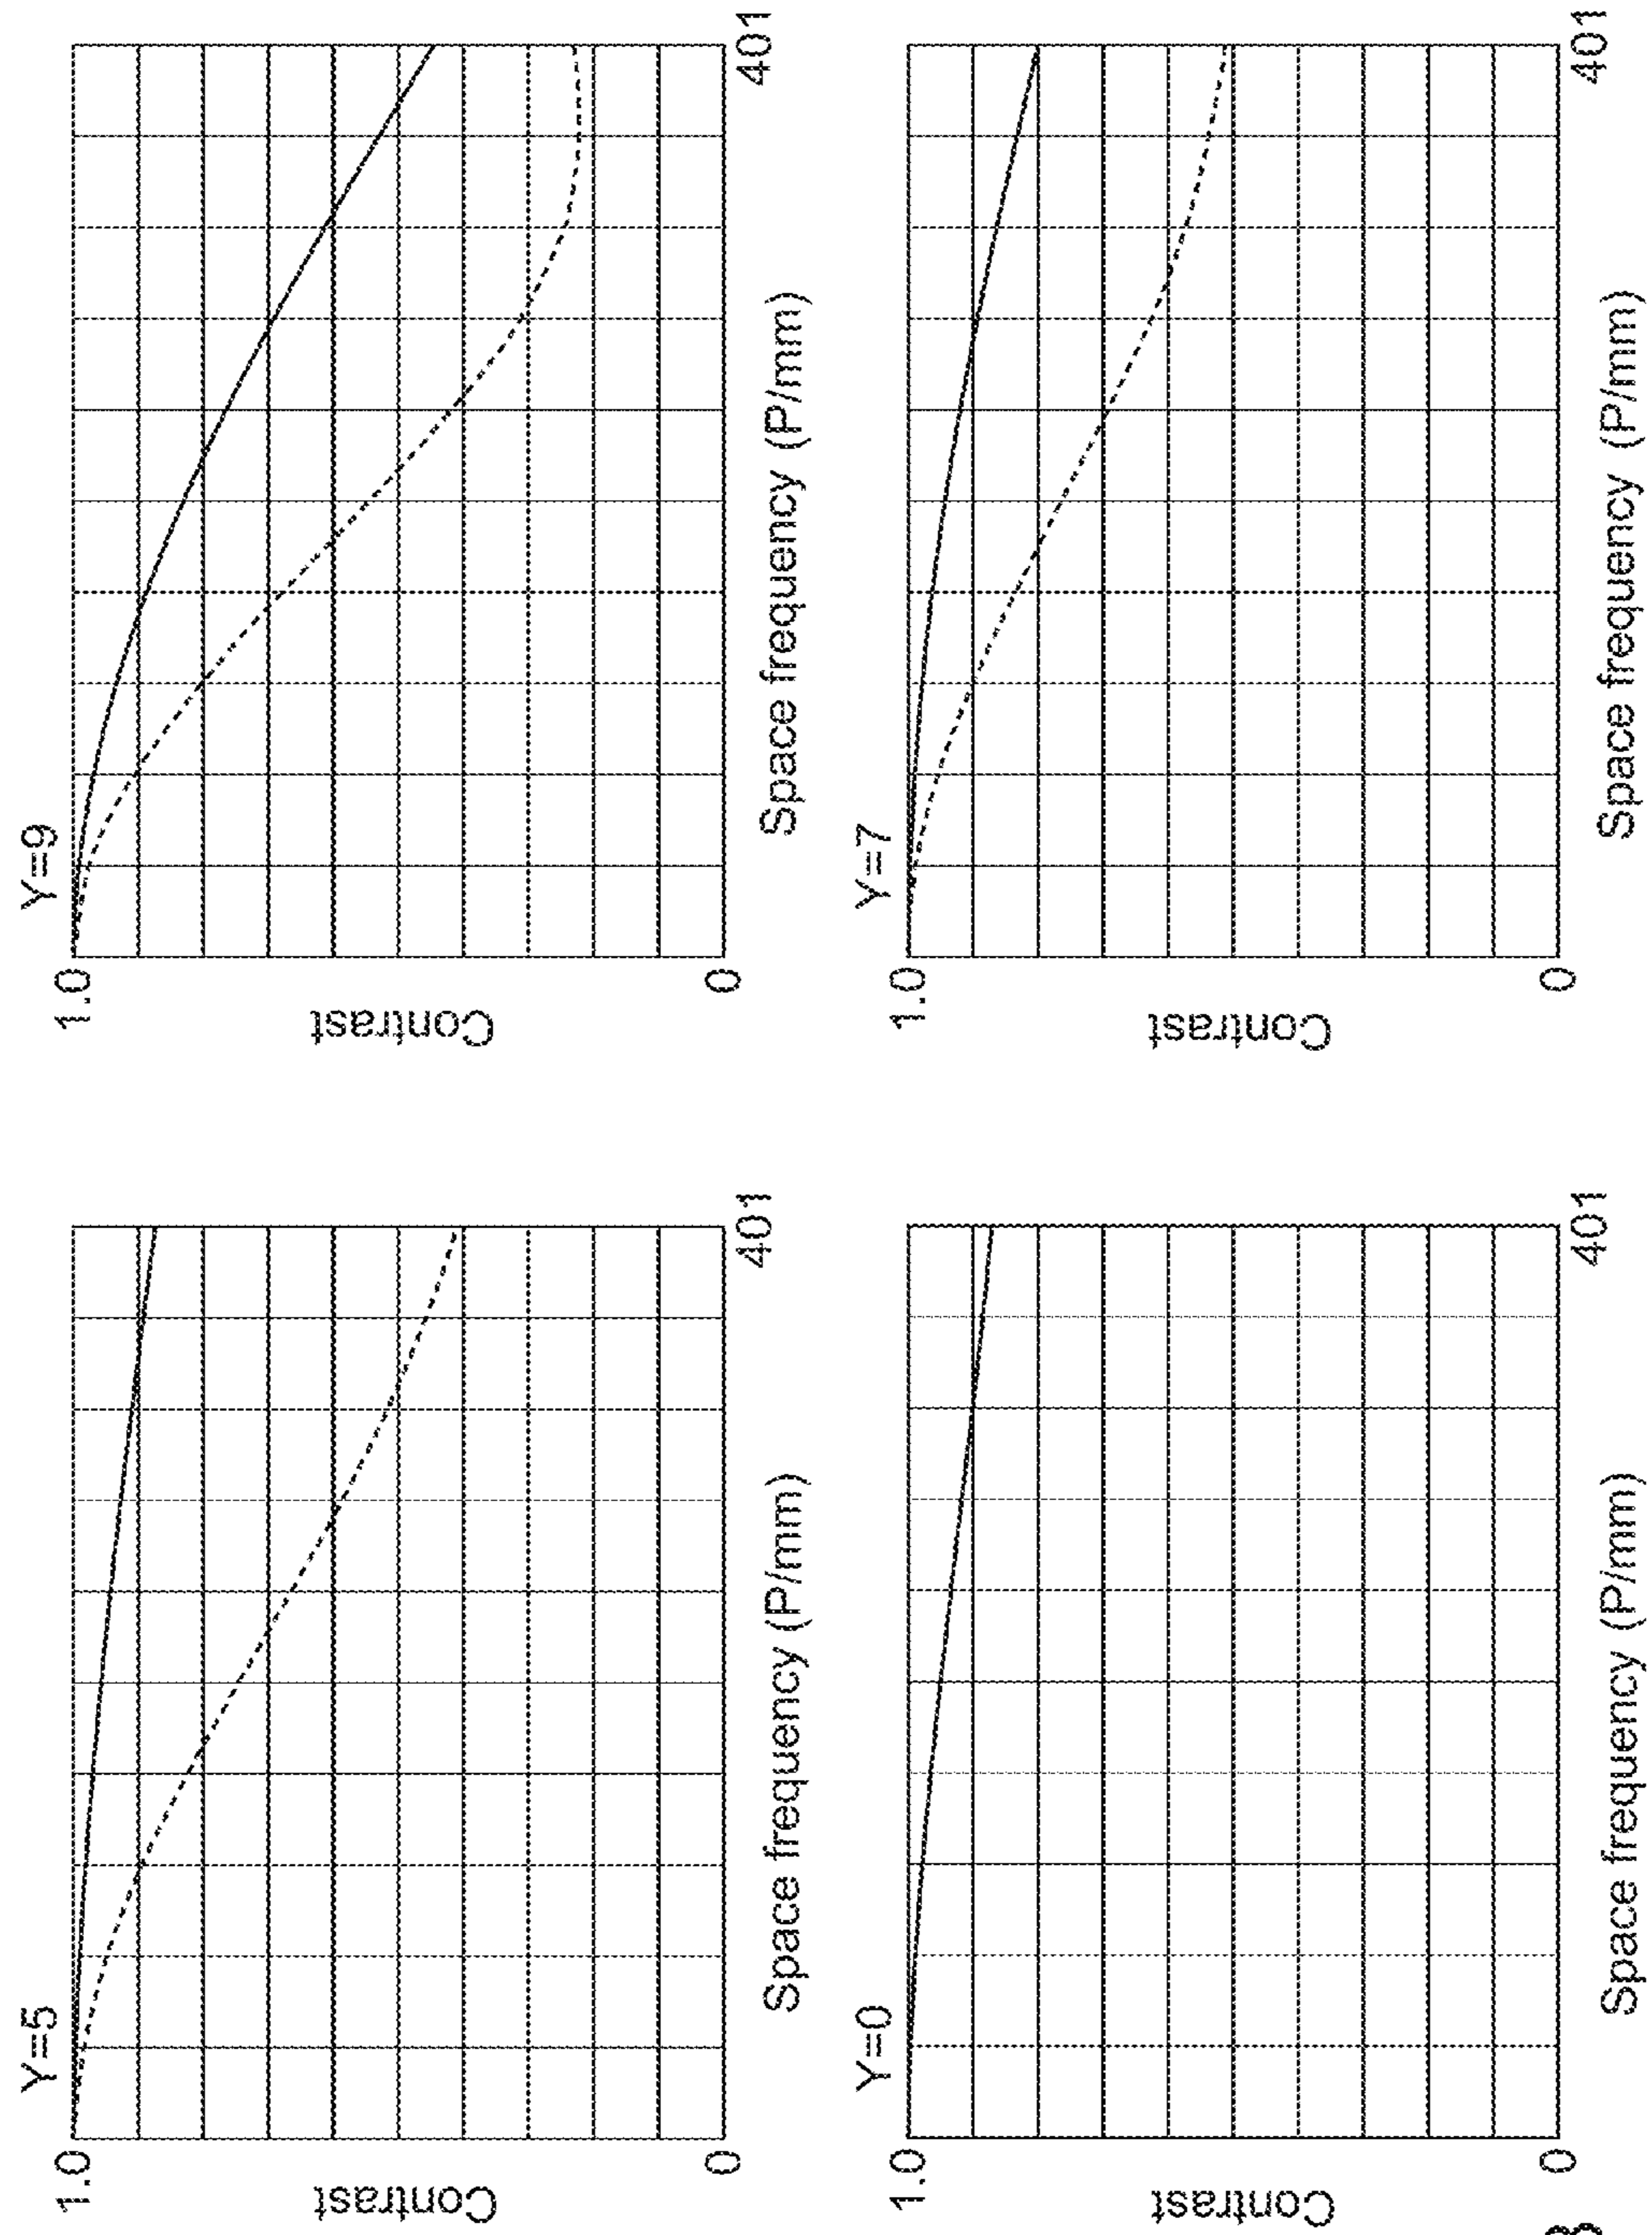 Y=5
1.0
Contrast
0
401
Space frequency (P/mm)
Y=9
1.0
Contrast
0
401
Space frequency (P/mm)
Y=0
1.0
Contrast
0
401
Space frequency (P/mm)
Y=7
1.0
Contrast
0
401
Space frequency (P/mm)